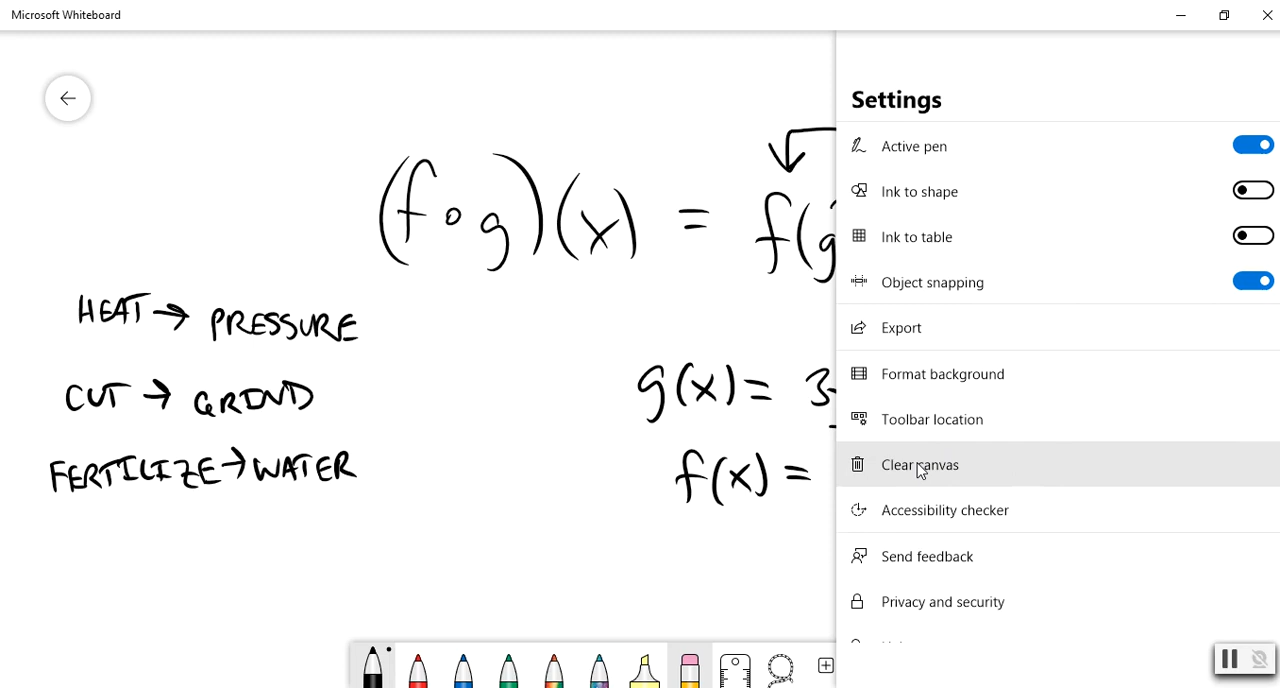 Microsoft Whiteboard
Settings
Active pen
Ink to shape
Ink to table
Object snapping
Export
Format background
Toolbar location
Clear canvas
Accessibility checker
Send feedback
Privacy and security
(f∘g)(x) = f(g
HEAT → PRESSURE
CUT → GRIND
FERTILIZE → WATER
g(x) = 3
f(x) =